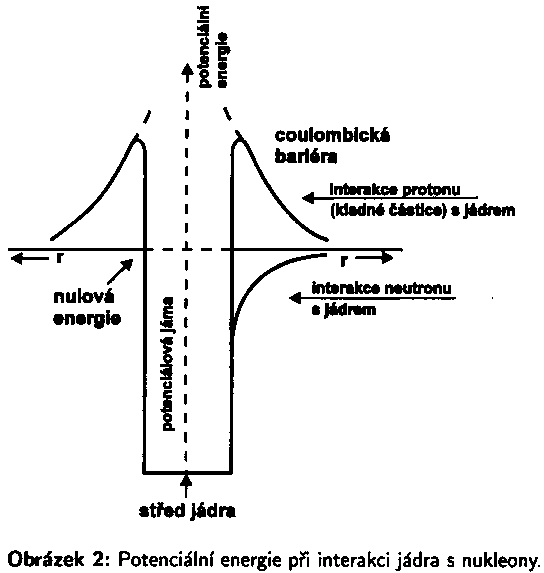 potenciální
energie
coulombická
bariéra
interakce protonu
(kladné částice) s jádrem
r
r
nulová
energie
interakce neutronu
s jádrem
potenciálová jáma
střed jádra
Obrázek 2: Potenciální energie při interakci jádra s nukleony.